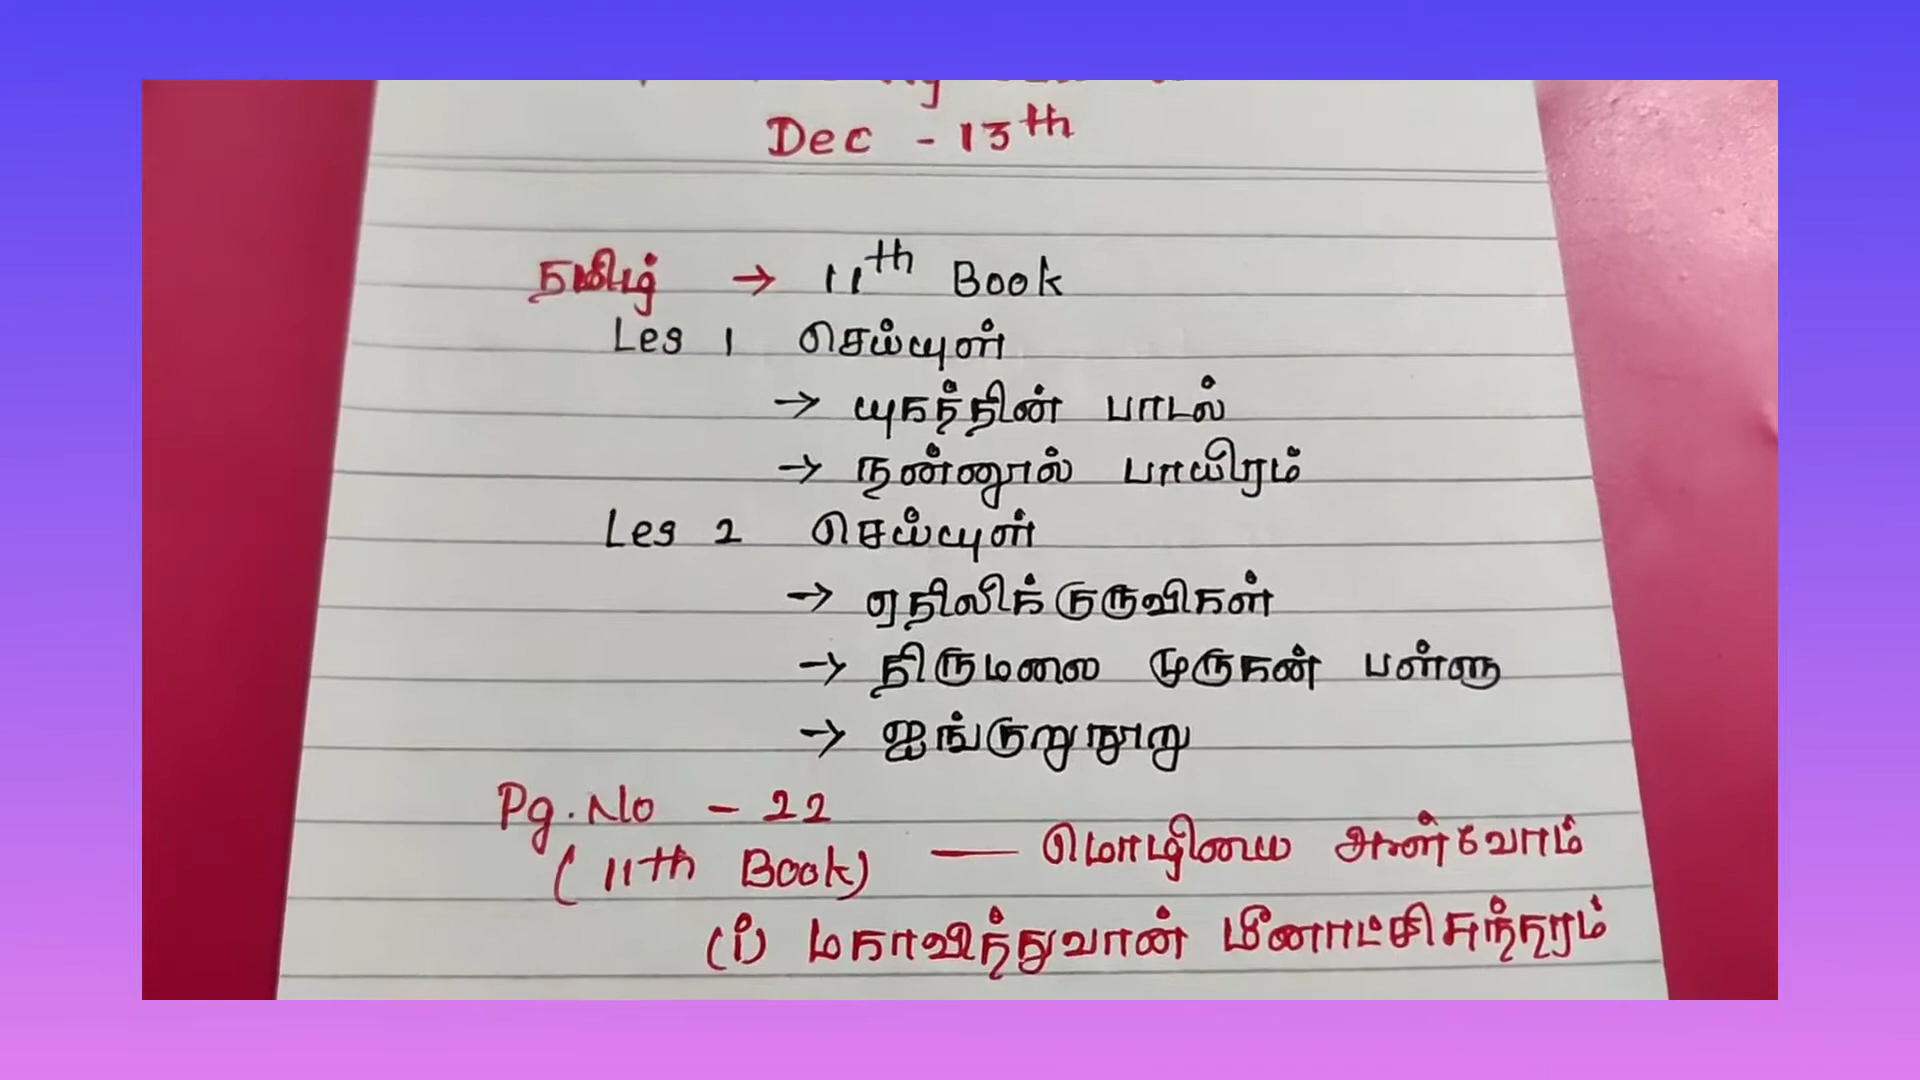 Dec - 13th
தமிழ் → 11th Book
Les 1 செய்யுள்
→ யுகத்தின் பாடல்
→ நன்னூல் பாயிரம்
Les 2 செய்யுள்
→ ஏதிலிக்குருவிகள்
→ திருமலை முருகன் பள்ளு
→ ஐங்குறுநூறு
Pg. No - 22
(11th Book) — மொழியை ஆள்வோம்
(i) மகாவித்துவான் மீனாட்சிசுந்தரம்